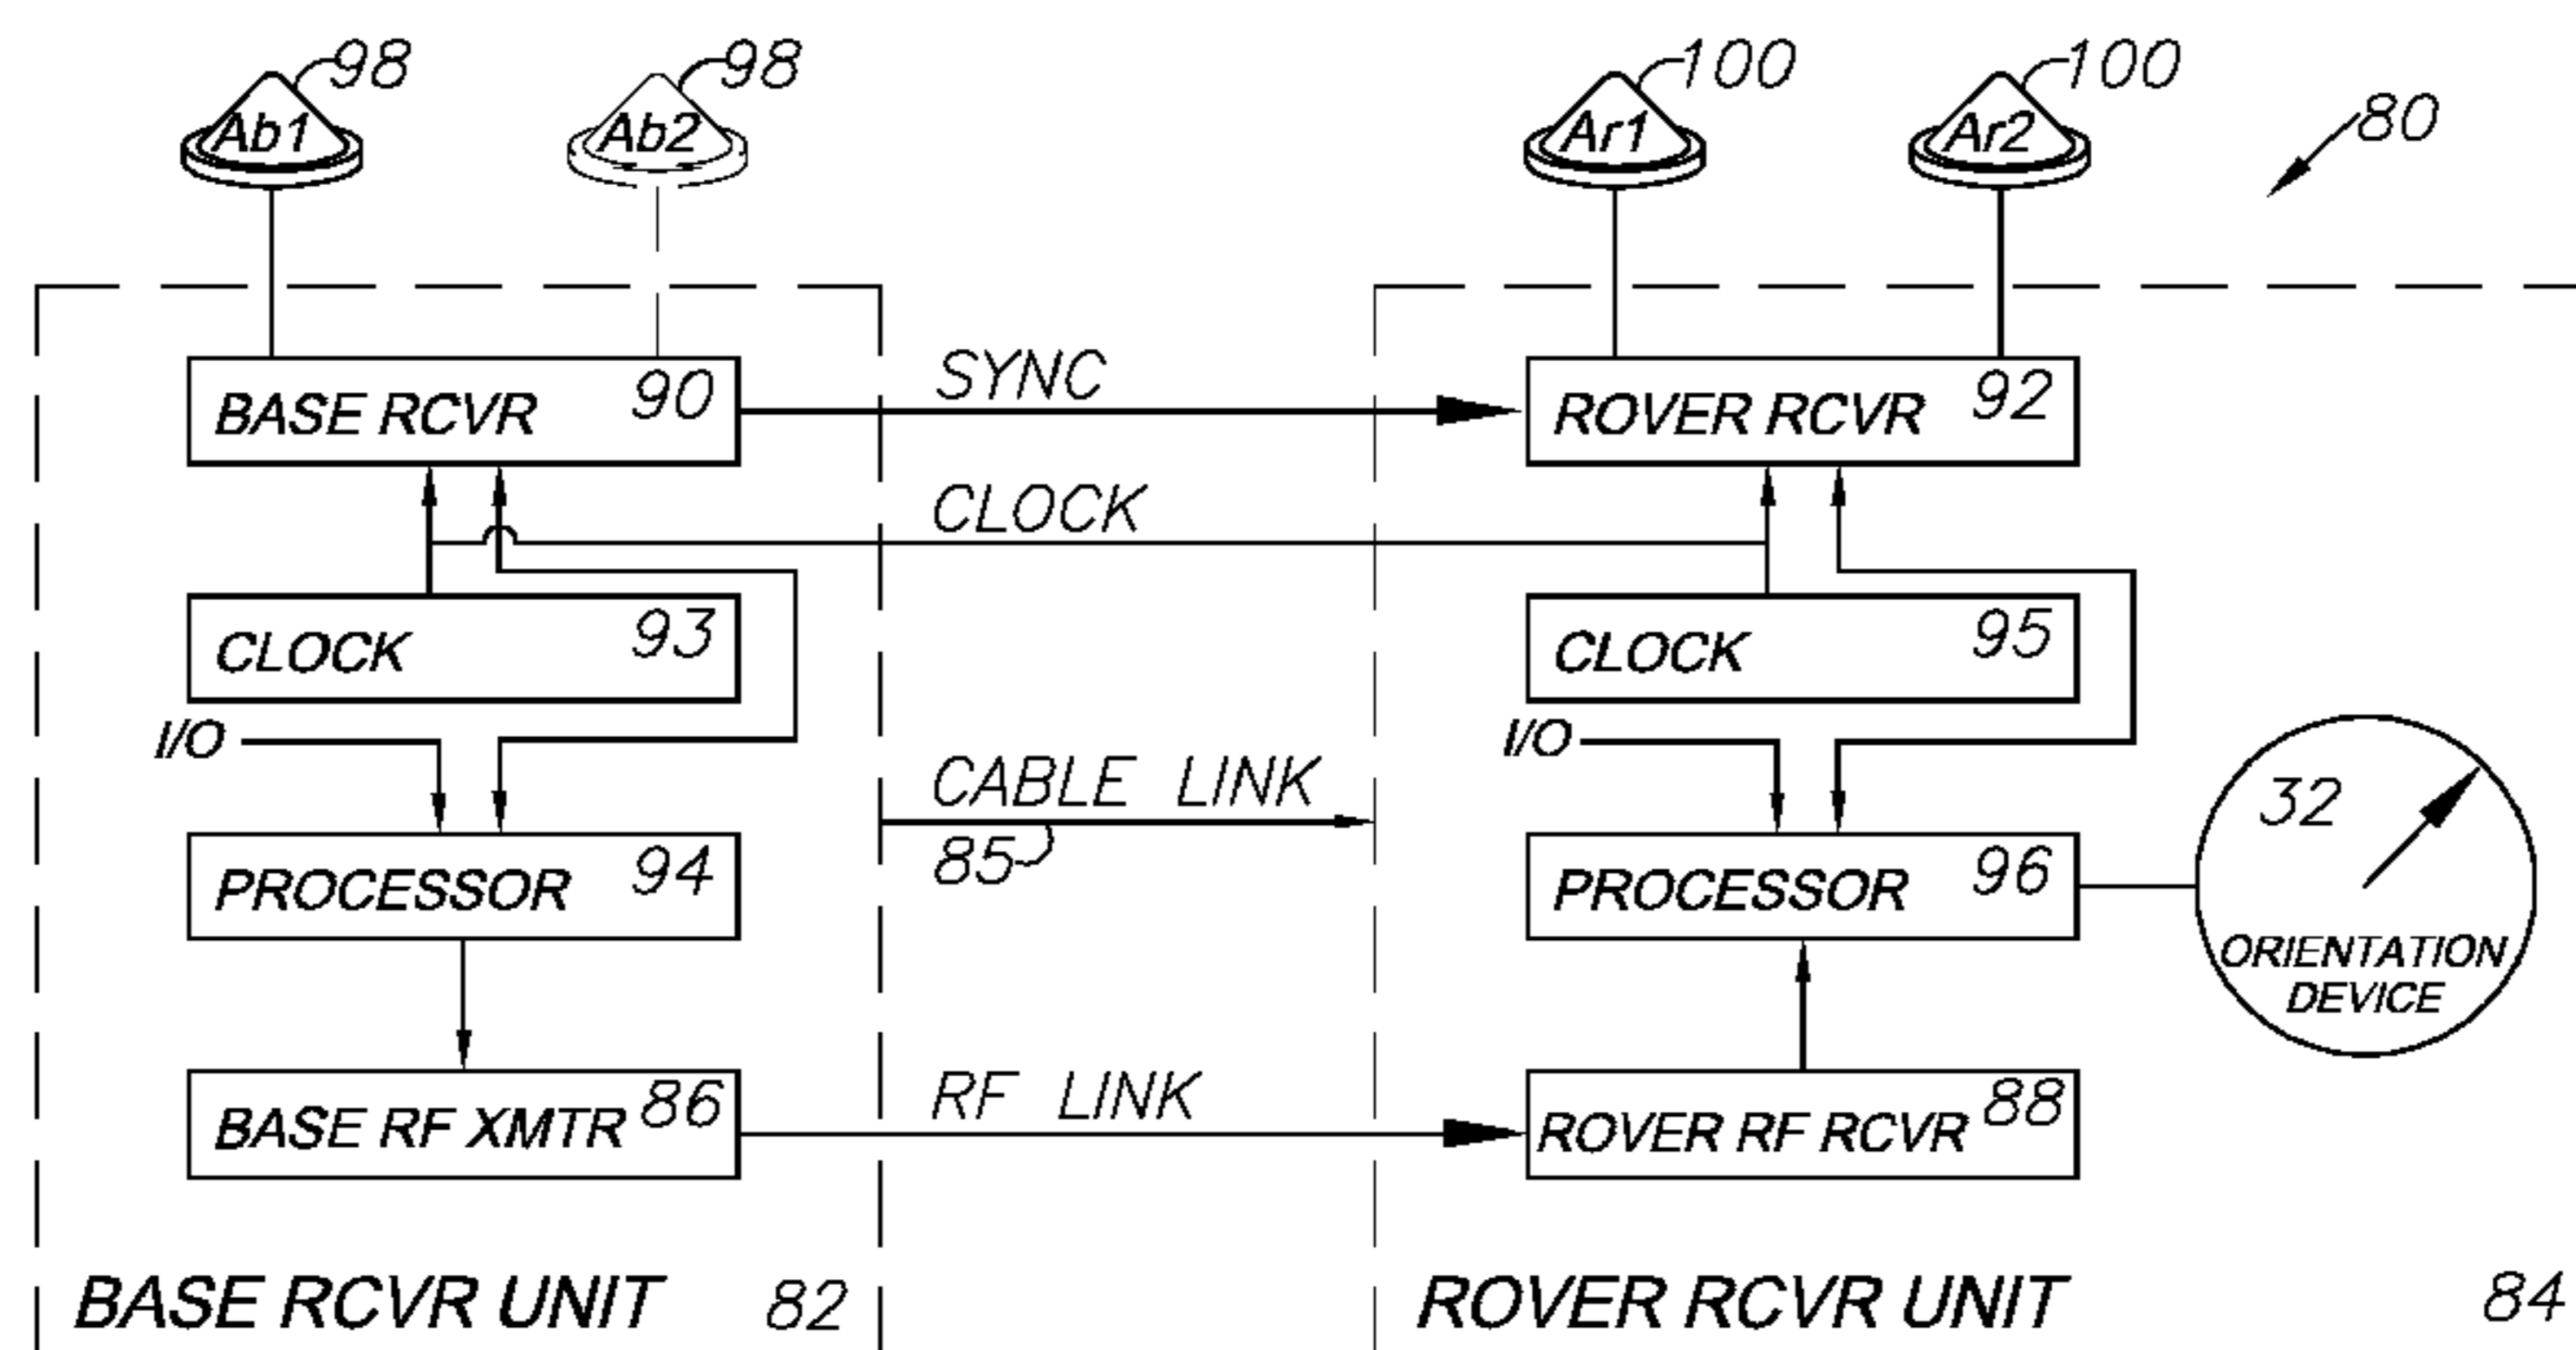 98 98 100 100
Ab1 Ab2 Ar1 Ar2 80
SYNC
BASE RCVR 90 ROVER RCVR 92
CLOCK
CLOCK 93 CLOCK 95
I/O I/O
CABLE LINK
85
PROCESSOR 94 PROCESSOR 96
32
ORIENTATION
DEVICE
RF LINK
BASE RF XMTR 86 ROVER RF RCVR 88
BASE RCVR UNIT 82 ROVER RCVR UNIT 84